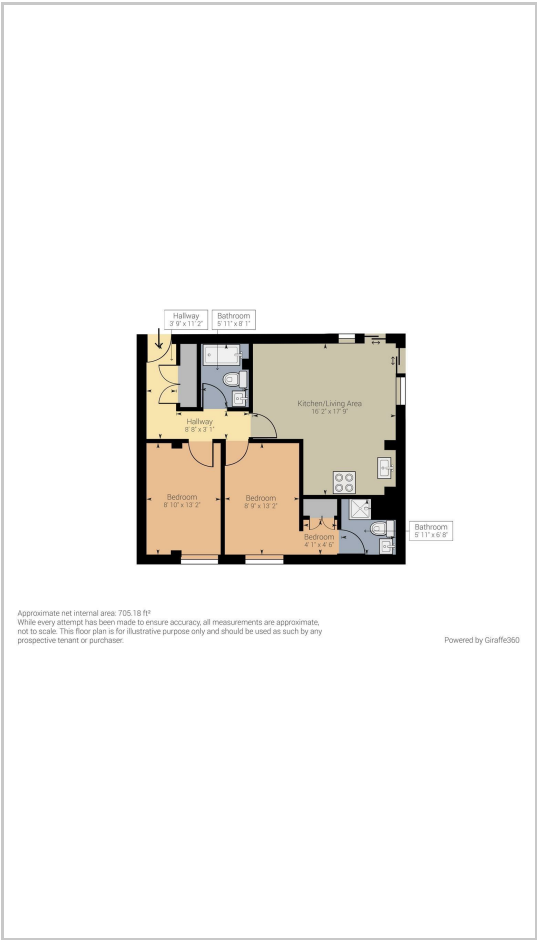 Hallway
3' 9" x 11' 2"
Bathroom
5' 11" x 8' 1"
Kitchen/Living Area
16' 2" x 17' 9"
Hallway
8' 8" x 3' 1"
Bedroom
8' 10" x 13' 2"
Bedroom
8' 9" x 13' 2"
Bedroom
4' 1" x 4' 6"
Bathroom
5' 11" x 6' 8"
Approximate net internal area: 705.18 ft²
While every attempt has been made to ensure accuracy, all measurements are approximate,
not to scale. This floor plan is for illustrative purpose only and should be used as such by any
prospective tenant or purchaser.
Powered by Giraffe360